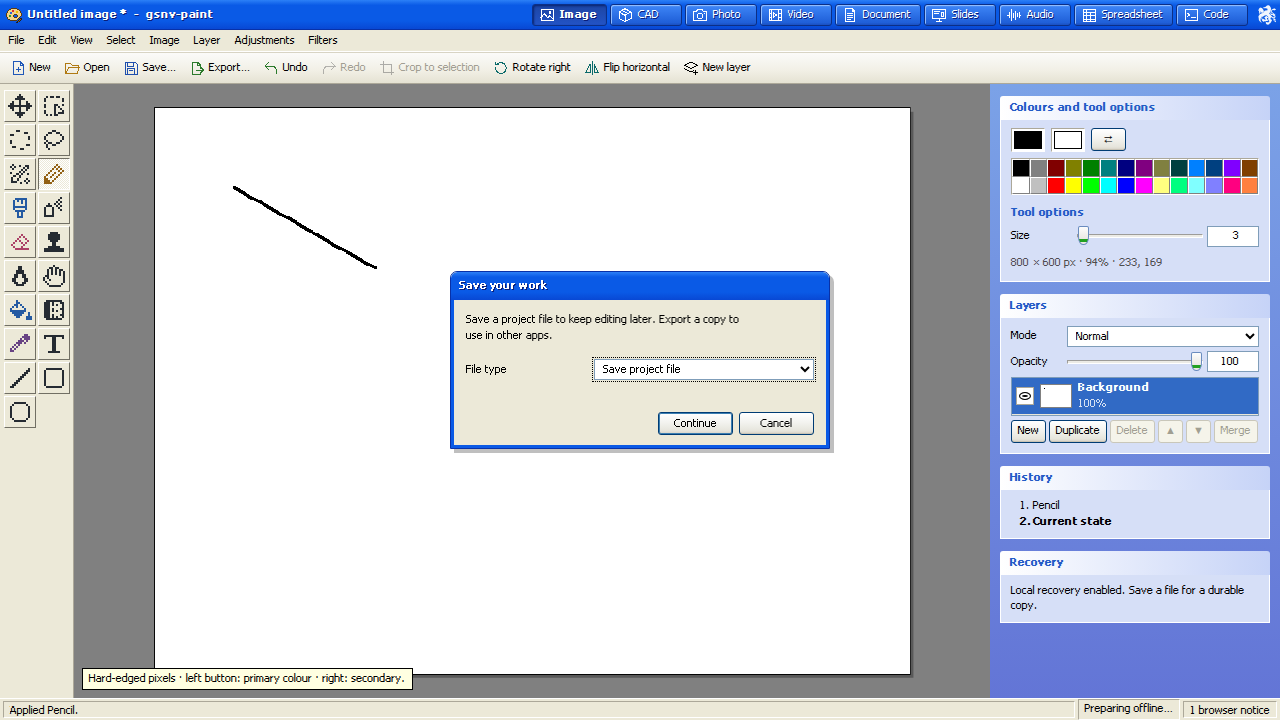 Untitled image * - gsnv-paint
Image
CAD
Photo
Video
Document
Slides
Audio
Spreadsheet
Code
File Edit View Select Image Layer Adjustments Filters
New Open Save... Export... Undo Redo Crop to selection Rotate right Flip horizontal New layer
Colours and tool options
Tool options
Size 3
800 × 600 px · 94% · 233, 169
Layers
Mode Normal
Opacity 100
Background
100%
New Duplicate Delete ▲ ▼ Merge
History
1. Pencil
2. Current state
Recovery
Local recovery enabled. Save a file for a durable
copy.
Save your work
Save a project file to keep editing later. Export a copy to
use in other apps.
File type Save project file
Continue Cancel
Hard-edged pixels · left button: primary colour · right: secondary.
Applied Pencil.
Preparing offline...
1 browser notice